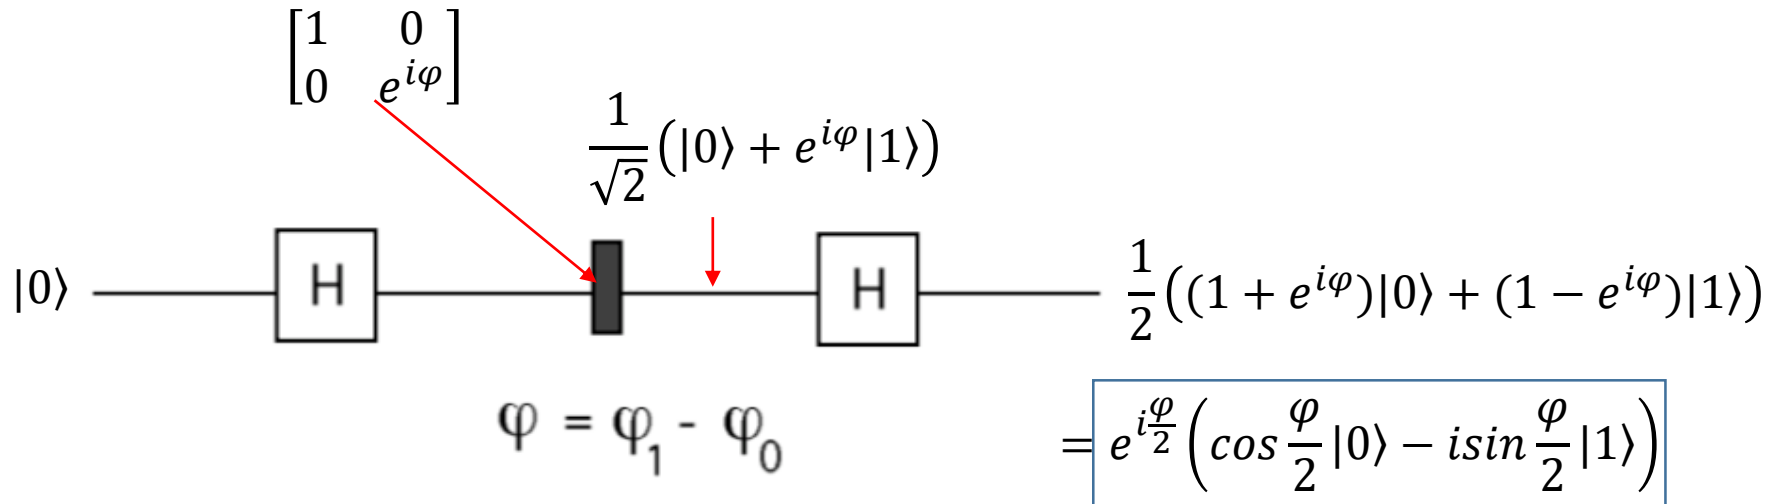 [1 0
0 e^{iφ}]
1/√2 (|0⟩ + e^{iφ}|1⟩)
|0⟩
H
H
1/2 ((1 + e^{iφ})|0⟩ + (1 − e^{iφ})|1⟩)
φ = φ₁ - φ₀
= e^{iφ/2} (cos φ/2 |0⟩ − isin φ/2 |1⟩)